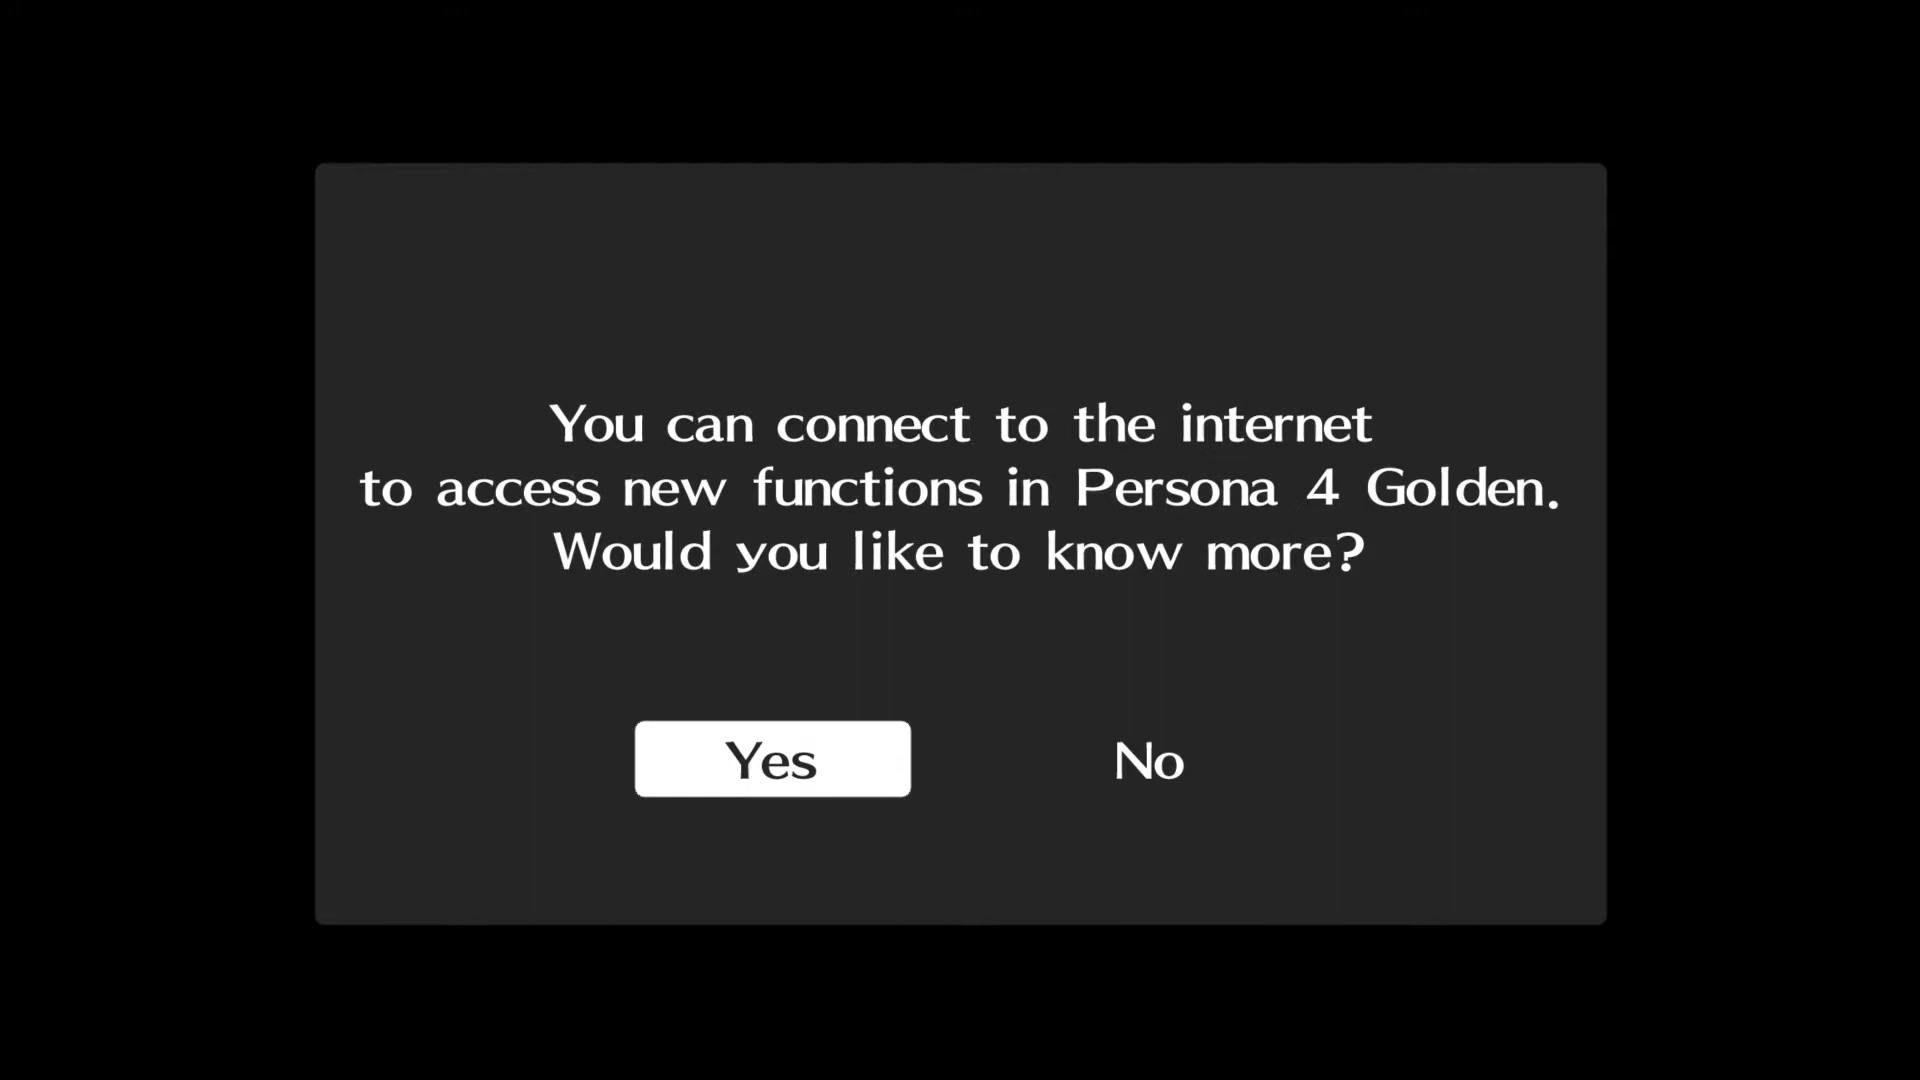 You can connect to the internet
to access new functions in Persona 4 Golden.
Would you like to know more?
Yes No